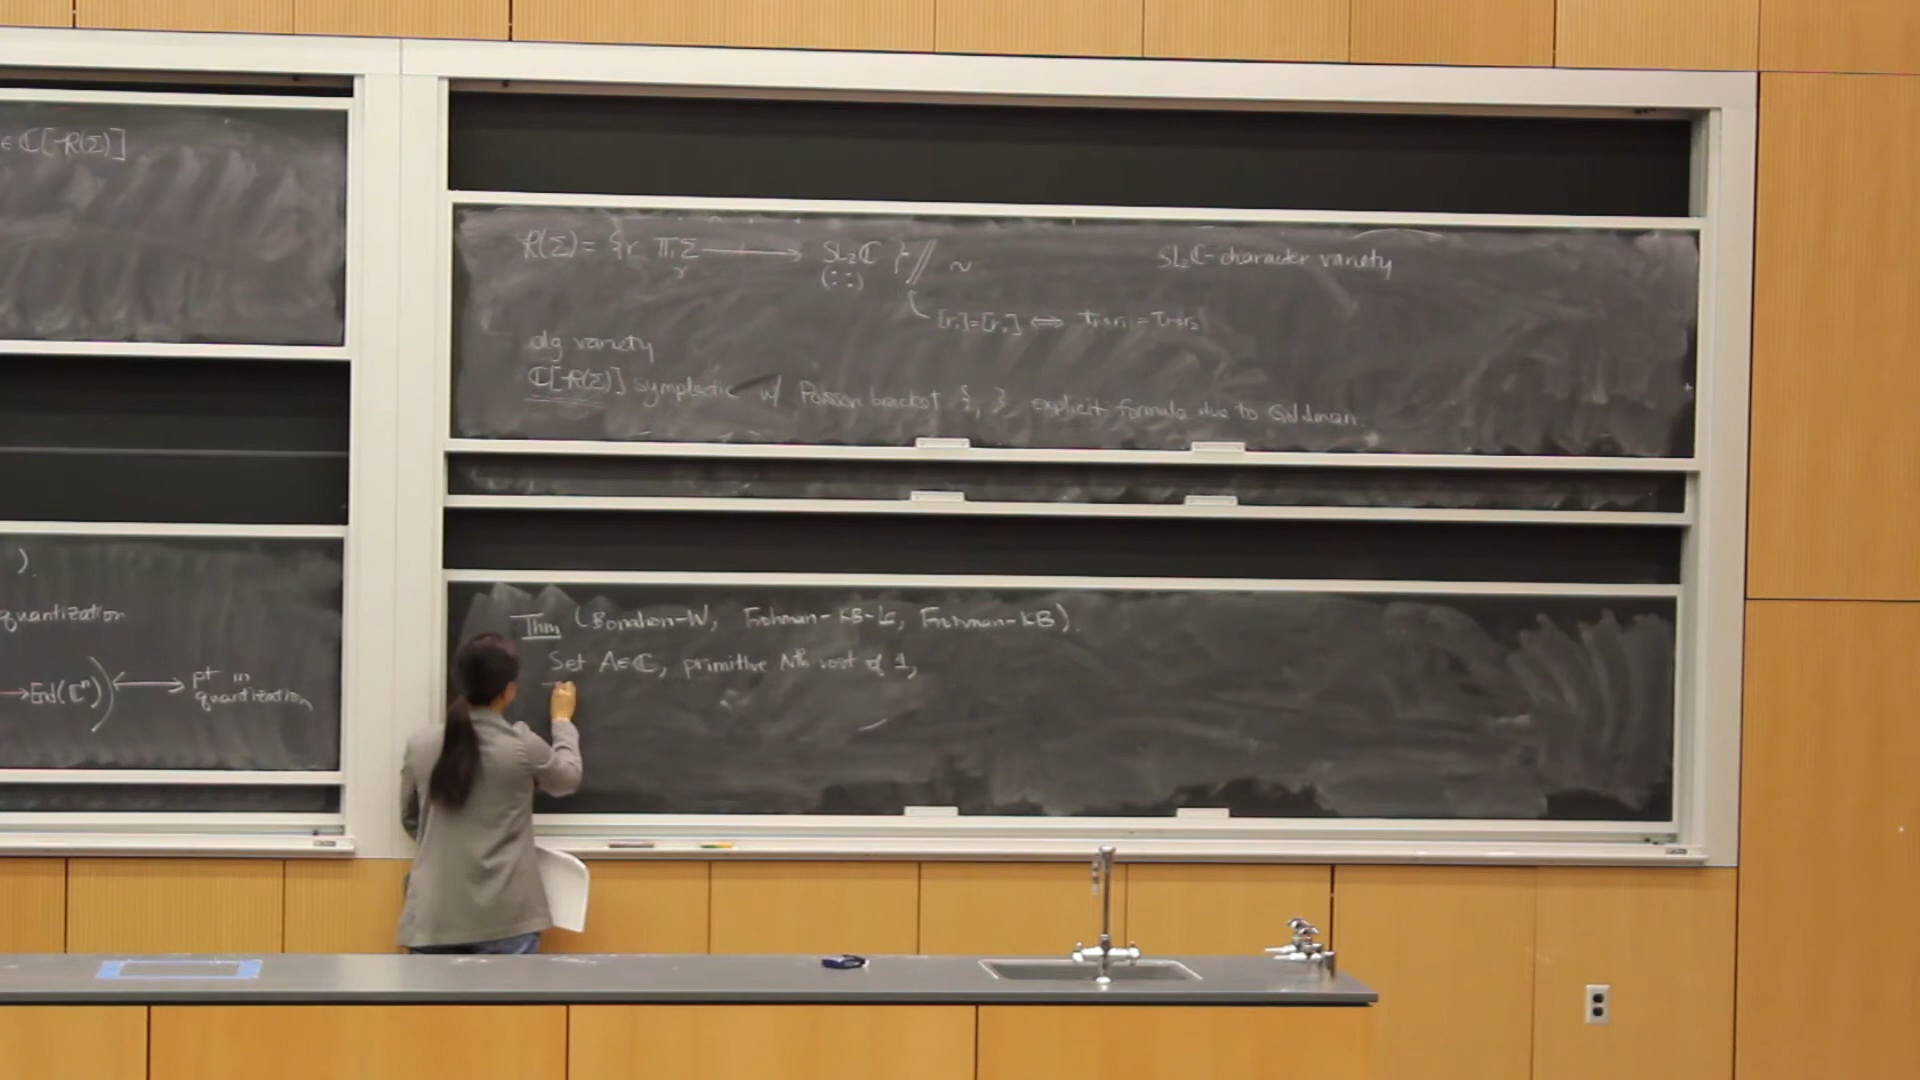 ∈ ℂ[R(Σ)]
).
quantization
→End(ℂⁿ)) ⟷ pt in
quantization
R(Σ) = {r π₁Σ ⟶ SL₂ℂ } // ~ SL₂ℂ-character variety
r (: :)
[r₁]=[r₂] ⟺ tr∘r₁ = tr∘r₂
alg variety
ℂ[R(Σ)] symplectic w/ Poisson bracket {, } explicit formula due to Goldman.
Thm (Bonahon-W, Frohman-KB-Lê, Frohman-KB).
Set A∈ℂ, primitive Nth root of 1,